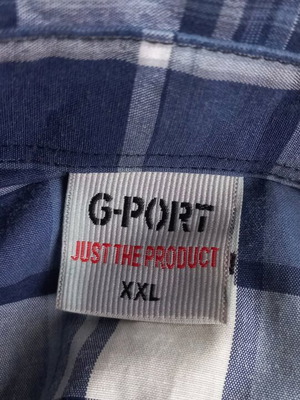 G-PORT
JUST THE PRODUCT
XXL